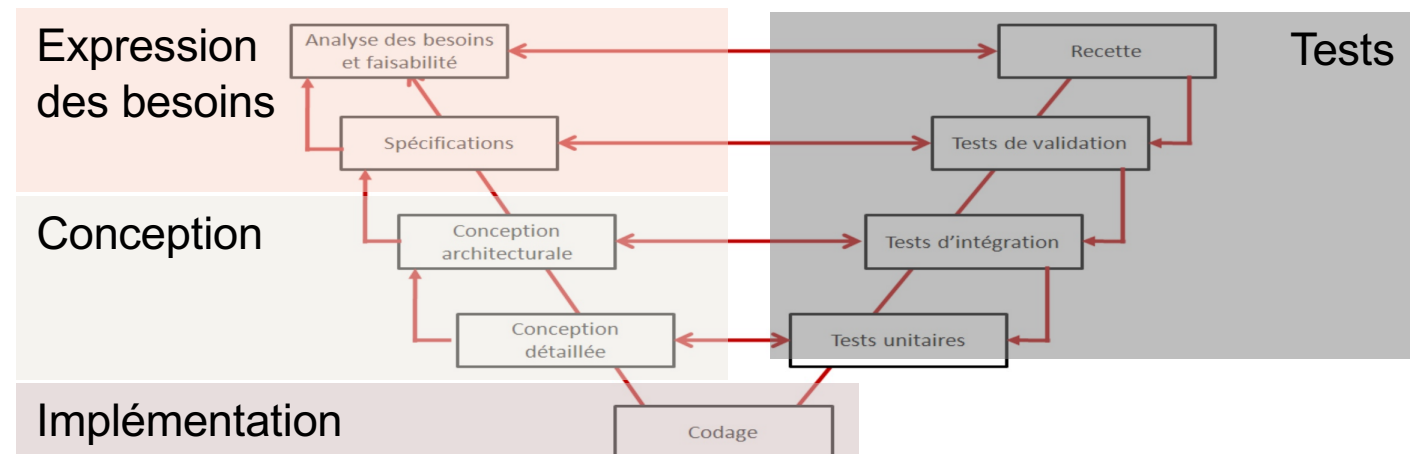 Expression
des besoins
Analyse des besoins
et faisabilité
Recette
Tests
Spécifications
Tests de validation
Conception
Conception
architecturale
Tests d’intégration
Conception
détaillée
Tests unitaires
Implémentation
Codage